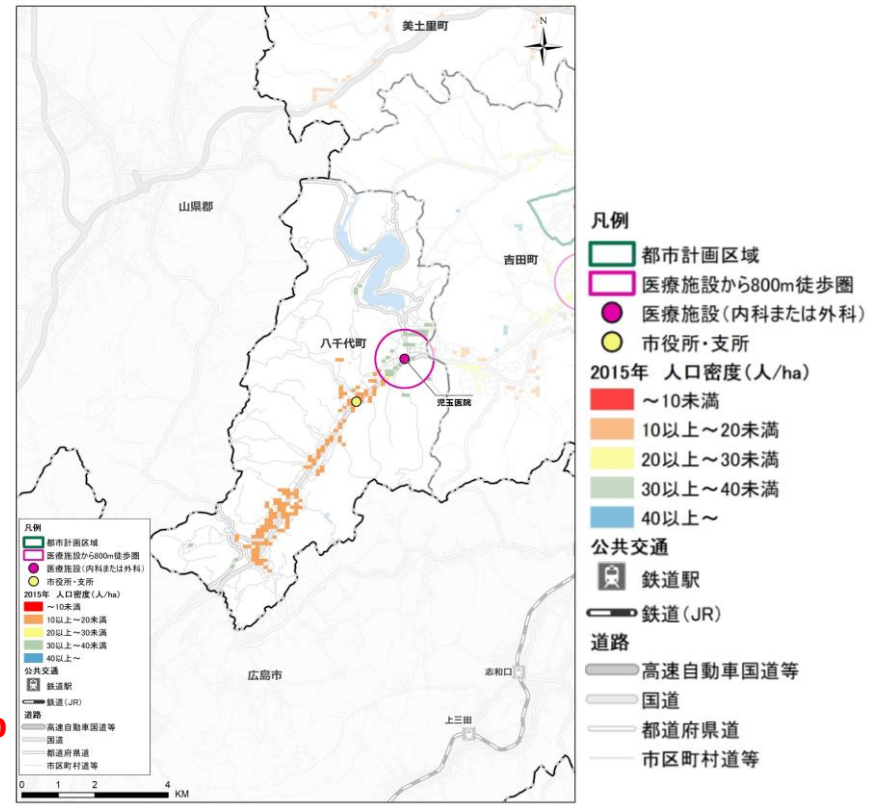 美土里町
N
山県郡
吉田町
八千代町
児玉医院
広島市
志和口
上三田
凡例
都市計画区域
医療施設から800m徒歩圏
医療施設(内科または外科)
市役所・支所
2015年 人口密度(人/ha)
～10未満
10以上～20未満
20以上～30未満
30以上～40未満
40以上～
公共交通
鉄道駅
鉄道(JR)
道路
高速自動車国道等
国道
都道府県道
市区町村道等
0 1 2 4
KM
凡例
都市計画区域
医療施設から800m徒歩圏
医療施設(内科または外科)
市役所・支所
2015年 人口密度(人/ha)
～10未満
10以上～20未満
20以上～30未満
30以上～40未満
40以上～
公共交通
鉄道駅
鉄道(JR)
道路
高速自動車国道等
国道
都道府県道
市区町村道等